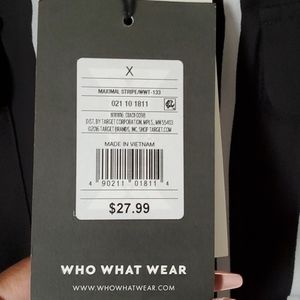 X
MAXIMAL STRIPE/WWT-133
021 10 1811
DIST. BY TARGET CORPORATION, MPLS., MN 55403
©2016 TARGET BRANDS, INC. SHOP TARGET.COM
MADE IN VIETNAM
4 90211 01811 4
$27.99
WHO WHAT WEAR
WWW.WHOWHATWEAR.COM